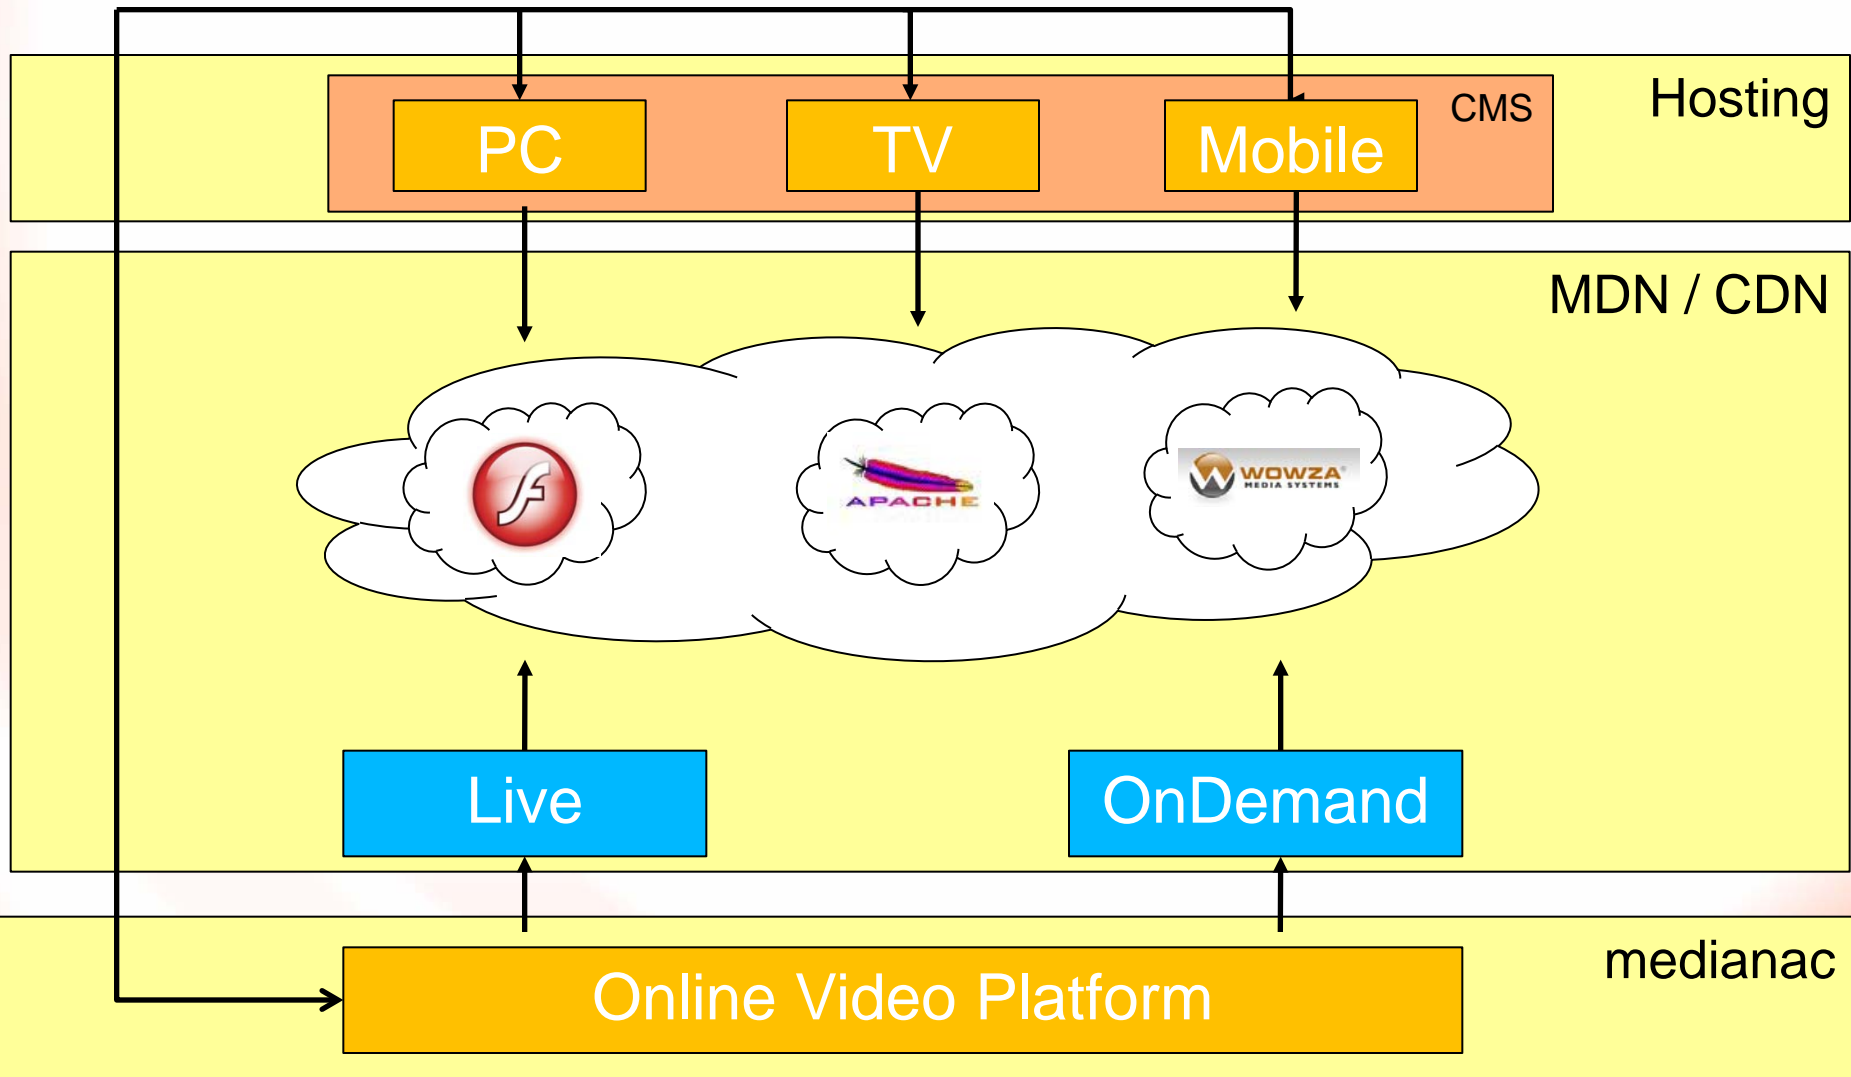 Hosting
CMS
PC
TV
Mobile
MDN / CDN
APACHE
WOWZA
MEDIA SYSTEMS
Live
OnDemand
medianac
Online Video Platform